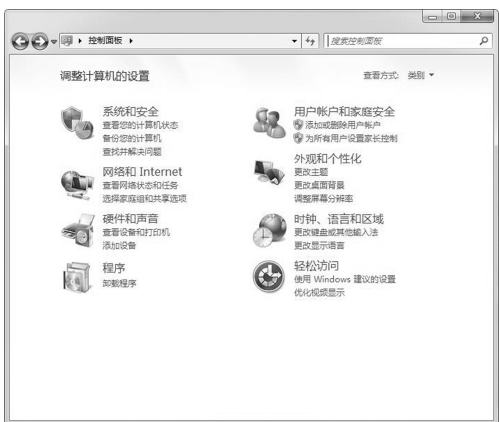 控制面板
搜索控制面板
调整计算机的设置
查看方式: 类别
系统和安全
查看您的计算机状态
备份您的计算机
查找并解决问题
网络和 Internet
查看网络状态和任务
选择家庭组和共享选项
硬件和声音
查看设备和打印机
添加设备
程序
卸载程序
用户帐户和家庭安全
添加或删除用户帐户
为所有用户设置家长控制
外观和个性化
更改主题
更改桌面背景
调整屏幕分辨率
时钟、语言和区域
更改键盘或其他输入法
更改显示语言
轻松访问
使用 Windows 建议的设置
优化视频显示